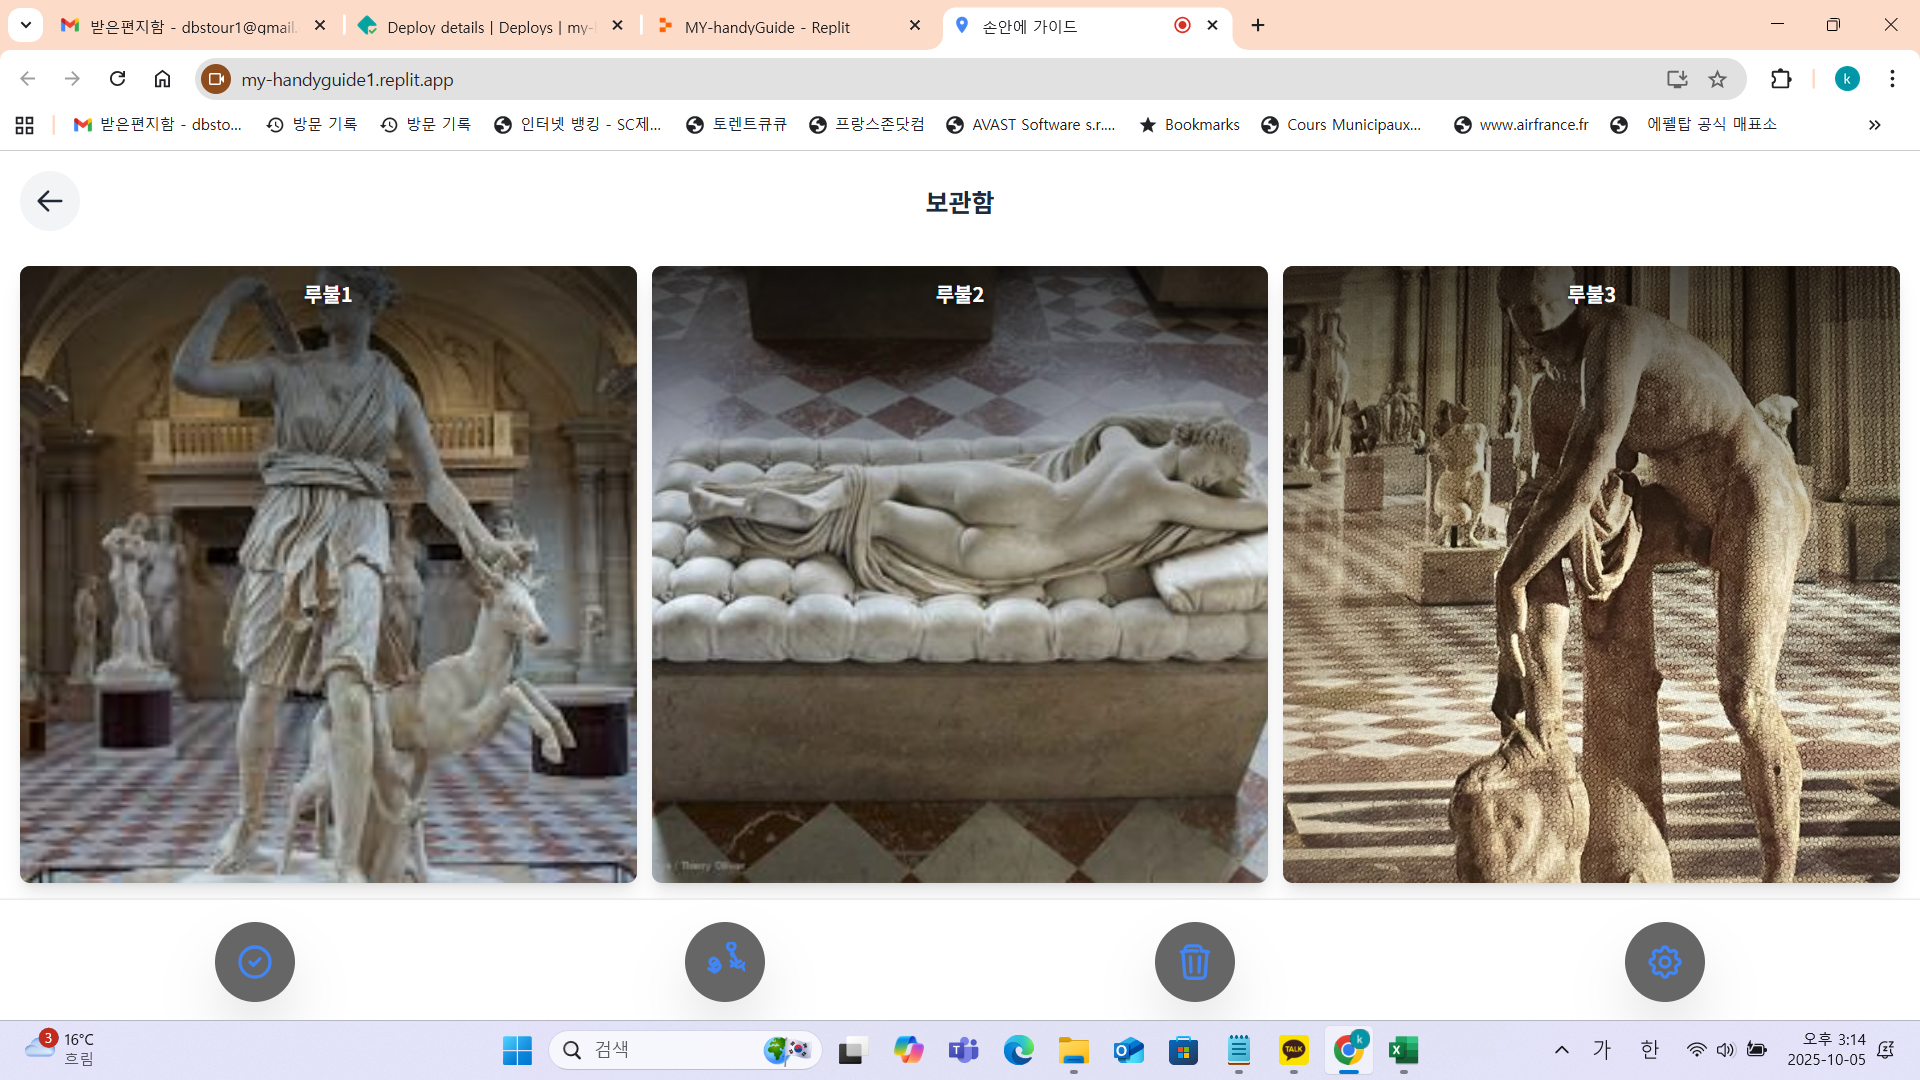 받은편지함 - dbstour1@gmail.
Deploy details | Deploys | my-
MY-handyGuide - Replit
손안에 가이드
my-handyguide1.replit.app
k
받은편지함 - dbsto...
방문 기록
방문 기록
인터넷 뱅킹 - SC제...
토렌트큐큐
프랑스존닷컴
AVAST Software s.r....
Bookmarks
Cours Municipaux...
www.airfrance.fr
에펠탑 공식 매표소
보관함
루불1
루불2
루불3
/ Thierry Ollivier
3
16°C
흐림
검색
TALK
k
가
한
오후 3:14
2025-10-05